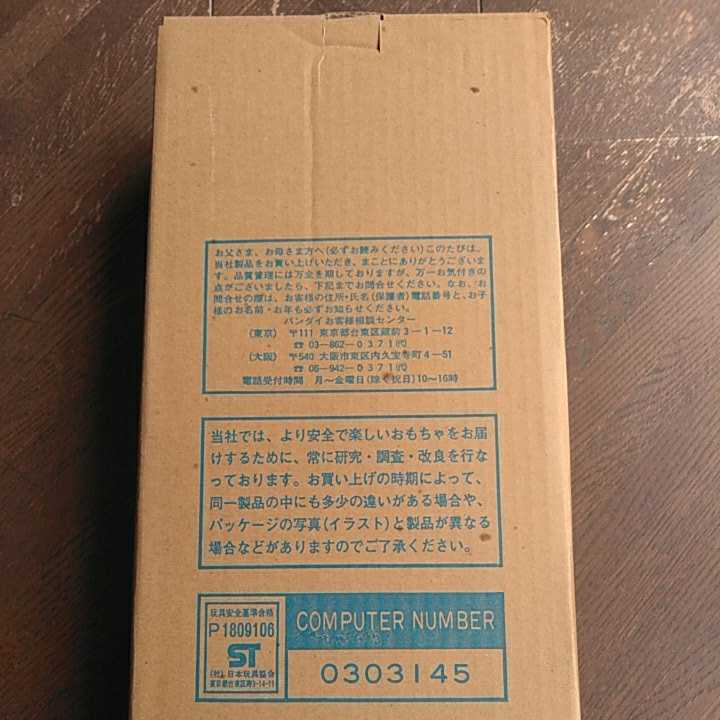 お父さま、お母さま方へ(必ずお読みください)このたびは、
当社製品をお買い上げいただき、まことにありがとうございま
す。品質管理には万全を期しておりますが、万一お気付きの
点がございましたら、下記までお問合せください。なお、お
問合せの際は、お客様の住所・氏名(保護者)電話番号と、お子
様のお名前・お年も必ずお知らせください。
バンダイお客様相談センター
(東京) 〒111 東京都台東区蔵前3-1-12
☎ 03-862-0371(代)
(大阪) 〒540 大阪市東区内久宝寺町4-51
☎ 06-942-0371(代)
電話受付時間 月〜金曜日(除く祝日)10〜16時
当社では、より安全で楽しいおもちゃをお届
けするために、常に研究・調査・改良を行な
っております。お買い上げの時期によって、
同一製品の中にも多少の違いがある場合や、
パッケージの写真(イラスト)と製品が異なる
場合などがありますのでご了承ください。
玩具安全基準合格
P1809106
ST
(社)日本玩具協会
COMPUTER NUMBER
0303145